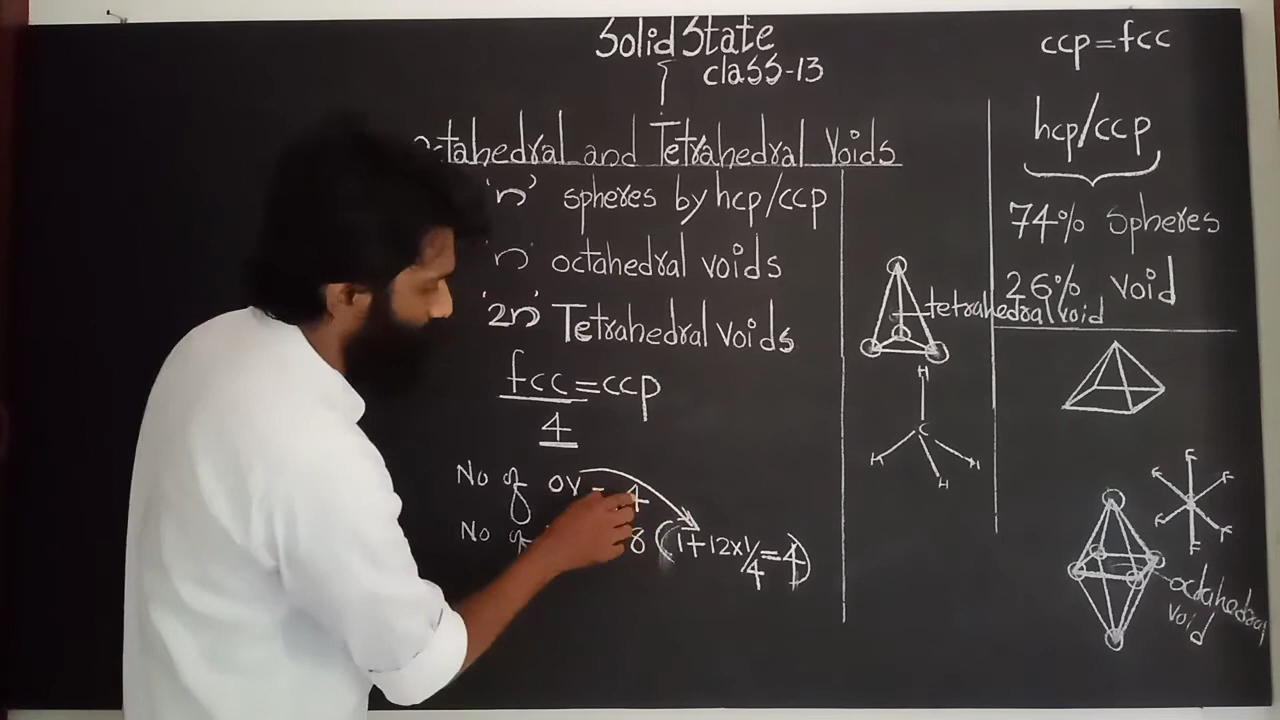 Solid State
class-13
and Tetrahedral Voids
'n' spheres by hcp/ccp
'n' octahedral voids
'2n' Tetrahedral voids
fcc=ccp
4
No of OV = 4
No of 8 (1+12×1/4=4)
tetrahedral void
H
C
H
H
H
ccp=fcc
hcp/ccp
74% spheres
26% void
F
F
F
F
F
F
octahedral
void